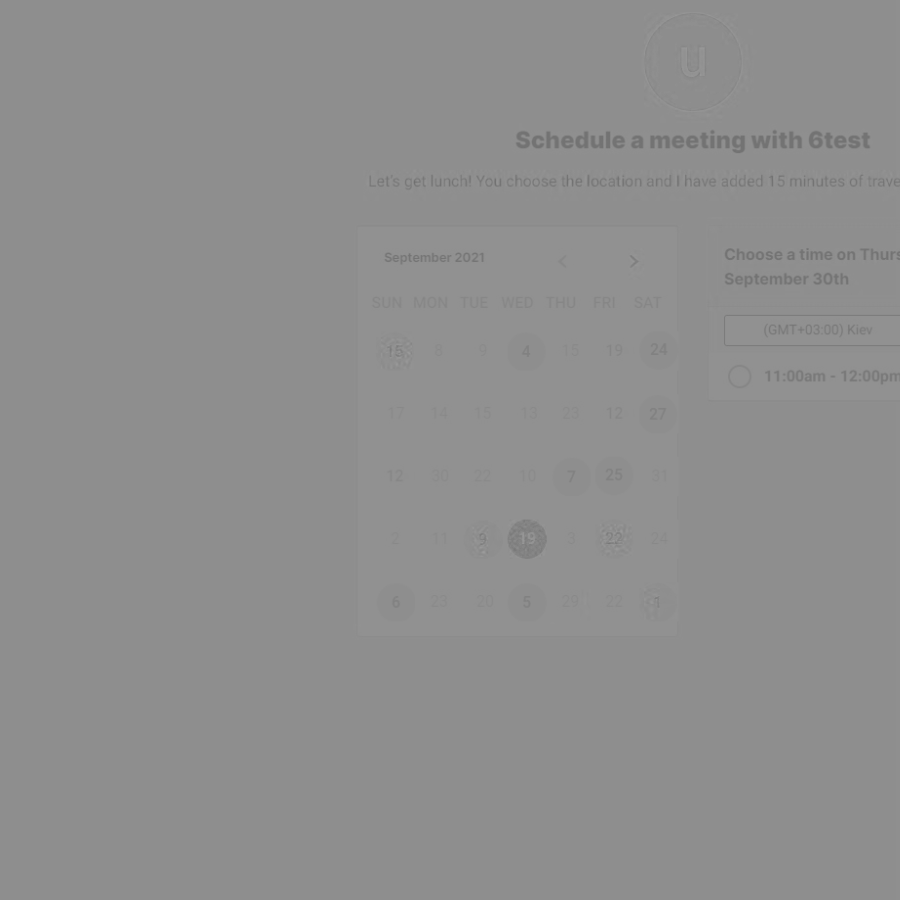 u
Schedule a meeting with 6test
Let's get lunch! You choose the location and I have added 15 minutes of trave
September 2021 < >
SUN MON TUE WED THU FRI SAT
15 8 9 4 15 19 24
17 14 15 13 23 12 27
12 30 22 10 7 25 31
2 11 9 19 3 22 24
6 23 20 5 29 22 1
Choose a time on Thurs
September 30th
(GMT+03:00) Kiev
11:00am - 12:00pm